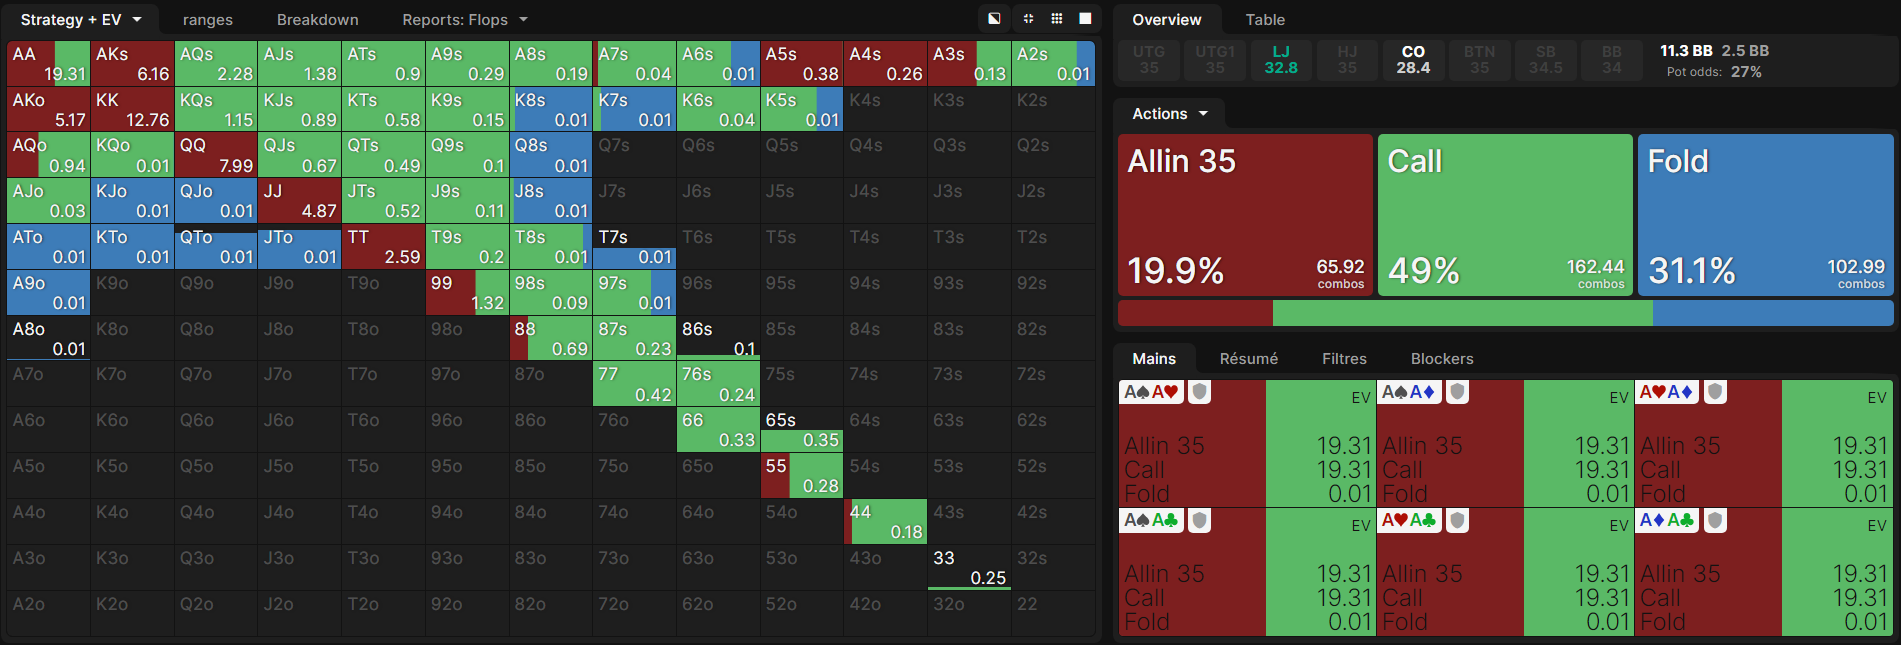 Strategy + EV ranges Breakdown Reports: Flops
AA 19.31 AKs 6.16 AQs 2.28 AJs 1.38 ATs 0.9 A9s 0.29 A8s 0.19 A7s 0.04 A6s 0.01 A5s 0.38 A4s 0.26 A3s 0.13 A2s 0.01
AKo 5.17 KK 12.76 KQs 1.15 KJs 0.89 KTs 0.58 K9s 0.15 K8s 0.01 K7s 0.01 K6s 0.04 K5s 0.01 K4s K3s K2s
AQo 0.94 KQo 0.01 QQ 7.99 QJs 0.67 QTs 0.49 Q9s 0.1 Q8s 0.01 Q7s Q6s Q5s Q4s Q3s Q2s
AJo 0.03 KJo 0.01 QJo 0.01 JJ 4.87 JTs 0.52 J9s 0.11 J8s 0.01 J7s J6s J5s J4s J3s J2s
ATo 0.01 KTo 0.01 QTo 0.01 JTo 0.01 TT 2.59 T9s 0.2 T8s 0.01 T7s 0.01 T6s T5s T4s T3s T2s
A9o 0.01 K9o Q9o J9o T9o 99 1.32 98s 0.09 97s 0.01 96s 95s 94s 93s 92s
A8o 0.01 K8o Q8o J8o T8o 98o 88 0.69 87s 0.23 86s 0.1 85s 84s 83s 82s
A7o K7o Q7o J7o T7o 97o 87o 77 0.42 76s 0.24 75s 74s 73s 72s
A6o K6o Q6o J6o T6o 96o 86o 76o 66 0.33 65s 0.35 64s 63s 62s
A5o K5o Q5o J5o T5o 95o 85o 75o 65o 55 0.28 54s 53s 52s
A4o K4o Q4o J4o T4o 94o 84o 74o 64o 54o 44 0.18 43s 42s
A3o K3o Q3o J3o T3o 93o 83o 73o 63o 53o 43o 33 0.25 32s
A2o K2o Q2o J2o T2o 92o 82o 72o 62o 52o 42o 32o 22
Overview Table
UTG UTG1 LJ HJ CO BTN SB BB 11.3 BB 2.5 BB
35 35 32.8 35 28.4 35 34.5 34 Pot odds: 27%
Actions
Allin 35 Call Fold
19.9% 65.92 49% 162.44 31.1% 102.99
combos combos combos
Mains Résumé Filtres Blockers
A♠A♥ EV A♠A♦ EV A♥A♦ EV
Allin 35 19.31 Allin 35 19.31 Allin 35 19.31
Call 19.31 Call 19.31 Call 19.31
Fold 0.01 Fold 0.01 Fold 0.01
A♠A♣ EV A♥A♣ EV A♦A♣ EV
Allin 35 19.31 Allin 35 19.31 Allin 35 19.31
Call 19.31 Call 19.31 Call 19.31
Fold 0.01 Fold 0.01 Fold 0.01